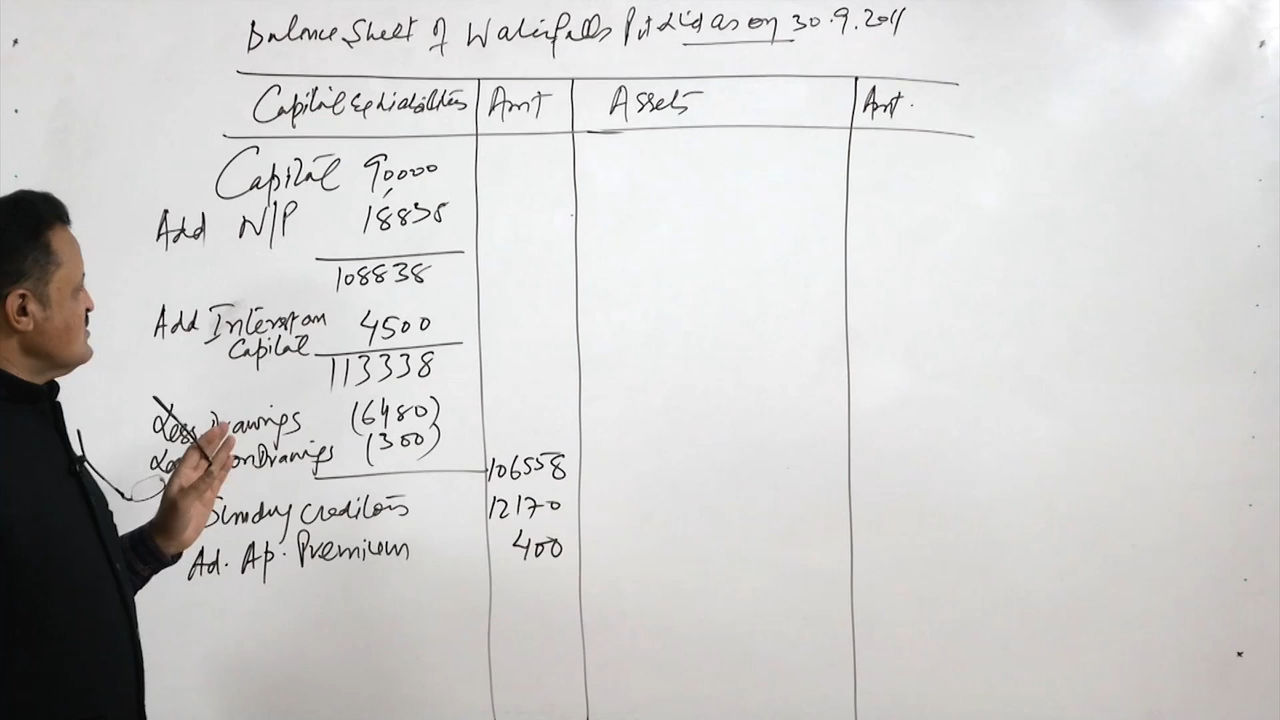 Balance Sheet of Waterfalls Pvt Ltd as on 30.9.2011
Capital & Liabilities Amt Assets Amt.
Capital 90000
Add N/P 18838
108838
Add Interest on 4500
Capital
113338
Less Drawings (6480)
on Drawings (300)
106558
Sundry Creditors 12170
Ad. Ap. Premium 400